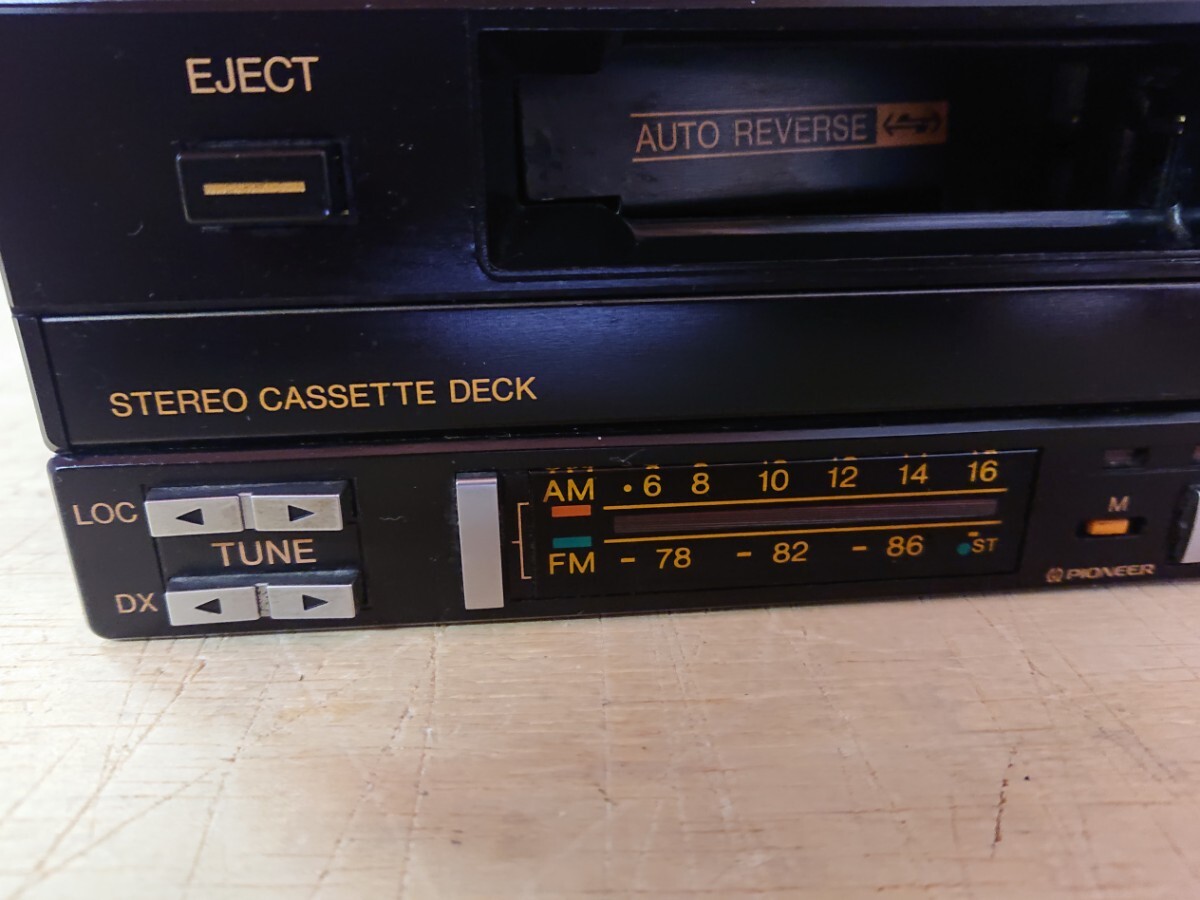 EJECT
AUTO REVERSE
STEREO CASSETTE DECK
LOC
TUNE
DX
AM • 6 8 10 12 14 16
FM - 78 - 82 - 86 - ST
M
PIONEER